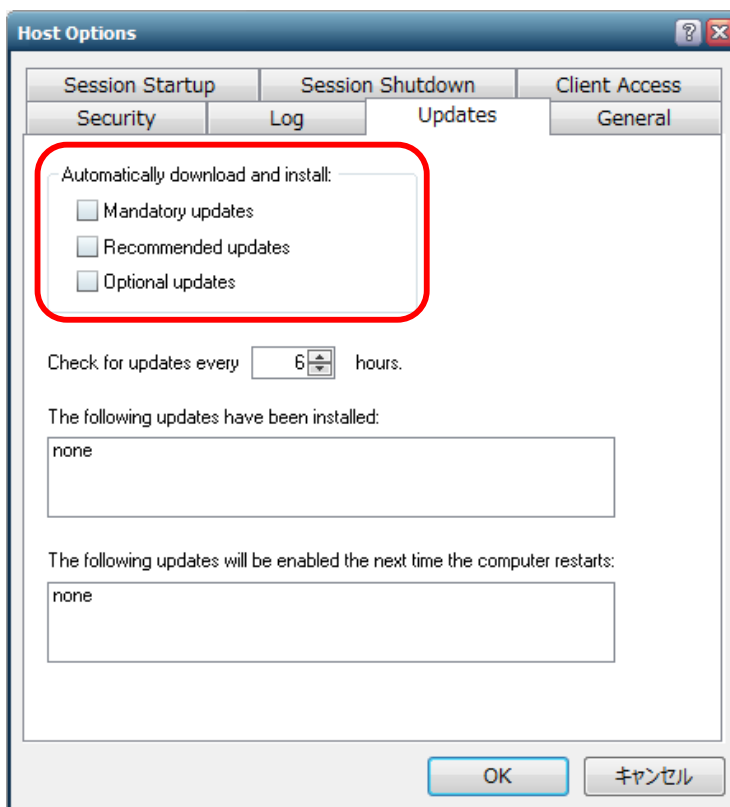 Host Options
Session Startup
Session Shutdown
Client Access
Security
Log
Updates
General
Automatically download and install:
Mandatory updates
Recommended updates
Optional updates
Check for updates every 6 hours.
The following updates have been installed:
none
The following updates will be enabled the next time the computer restarts:
none
OK
キャンセル